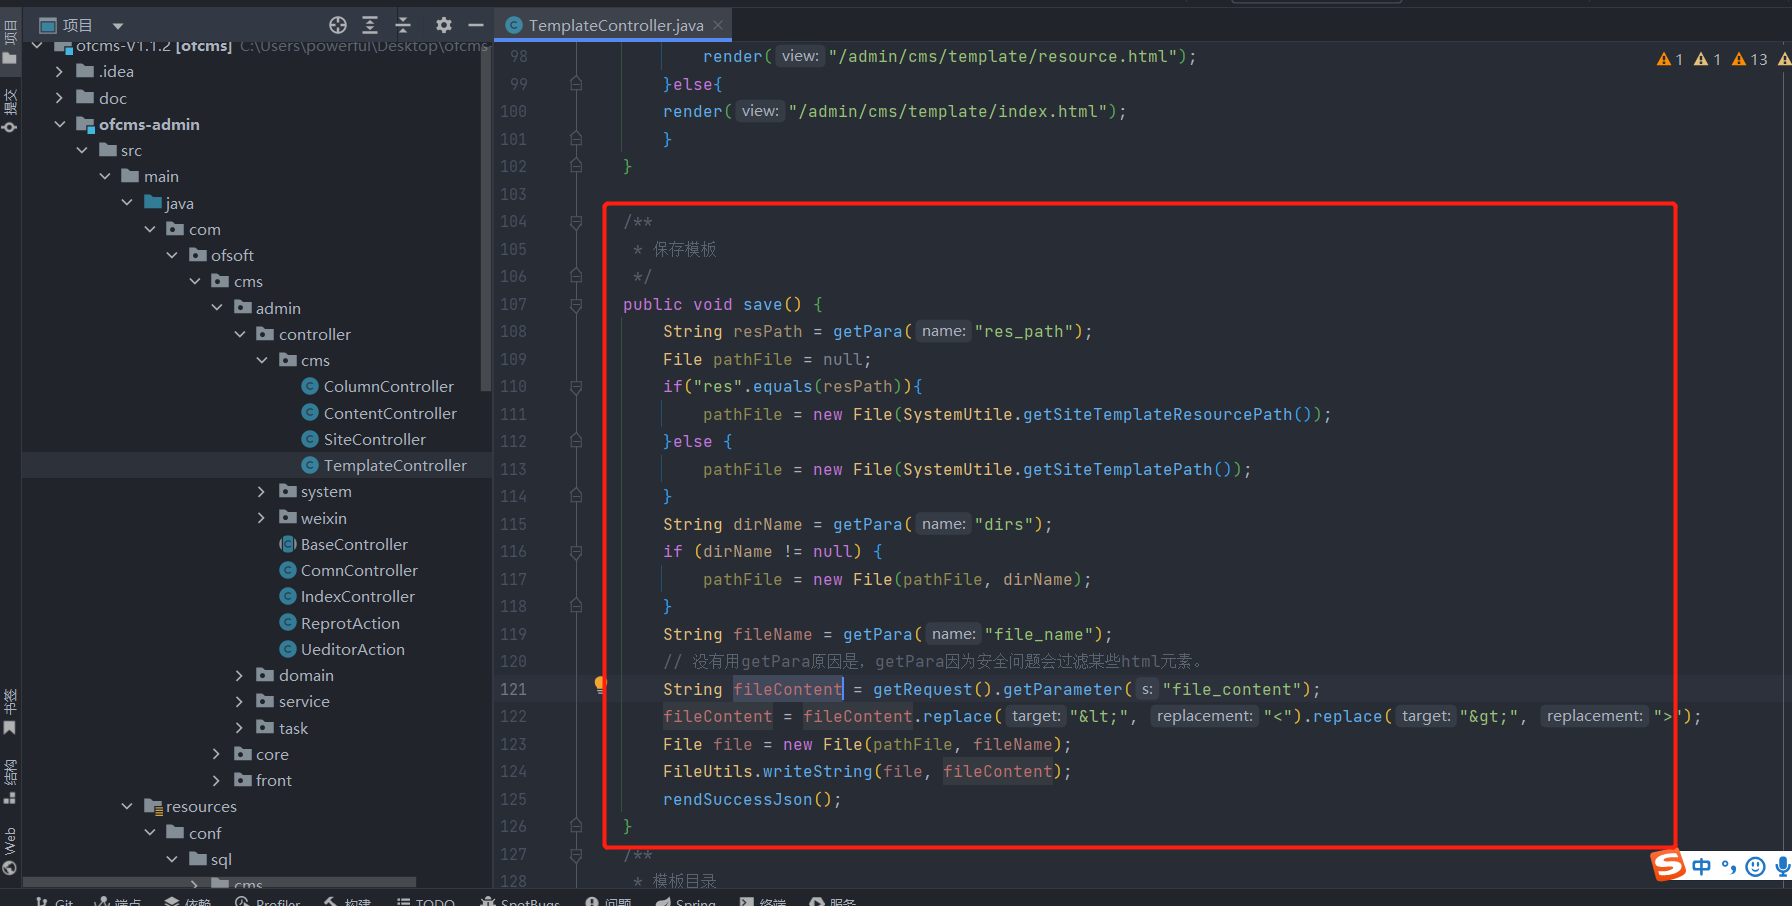 项目
TemplateController.java
项目
提交
书签
结构
Web
ofcms-V1.1.2 [ofcms] C:\Users\powerful\Desktop\ofcms-
.idea
doc
ofcms-admin
src
main
java
com
ofsoft
cms
admin
controller
cms
ColumnController
ContentController
SiteController
TemplateController
system
weixin
BaseController
ComnController
IndexController
ReprotAction
UeditorAction
domain
service
task
core
front
resources
conf
sql
cms
1 1 13
98 render( view: "/admin/cms/template/resource.html");
99 }else{
100 render( view: "/admin/cms/template/index.html");
101 }
102 }
103
104 /**
105 * 保存模板
106 */
107 public void save() {
108 String resPath = getPara( name: "res_path");
109 File pathFile = null;
110 if("res".equals(resPath)){
111 pathFile = new File(SystemUtile.getSiteTemplateResourcePath());
112 }else {
113 pathFile = new File(SystemUtile.getSiteTemplatePath());
114 }
115 String dirName = getPara( name: "dirs");
116 if (dirName != null) {
117 pathFile = new File(pathFile, dirName);
118 }
119 String fileName = getPara( name: "file_name");
120 // 没有用getPara原因是，getPara因为安全问题会过滤某些html元素。
121 String fileContent = getRequest().getParameter( s: "file_content");
122 fileContent = fileContent.replace( target: "&lt;", replacement: "<").replace( target: "&gt;", replacement: ">");
123 File file = new File(pathFile, fileName);
124 FileUtils.writeString(file, fileContent);
125 rendSuccessJson();
126 }
127 /**
128 * 模板目录
S 中 °,
Git 端点 依赖 Profiler 构建 TODO SpotBugs 问题 Spring 终端 服务